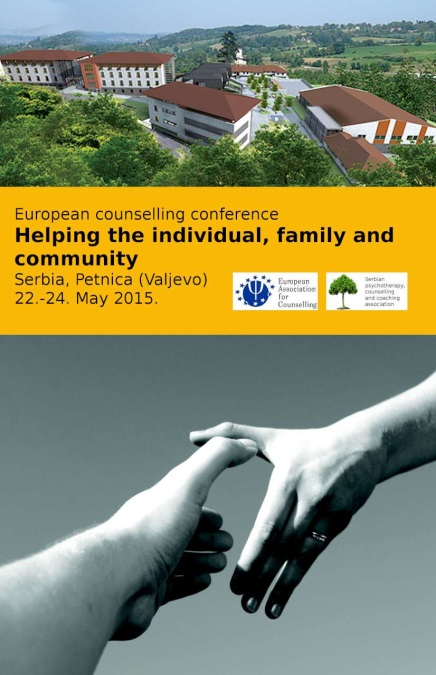 European counselling conference
Helping the individual, family and
community
Serbia, Petnica (Valjevo)
22.-24. May 2015.
European
Association
for
Counselling
Serbian
psychotherapy,
counselling
and coaching
association